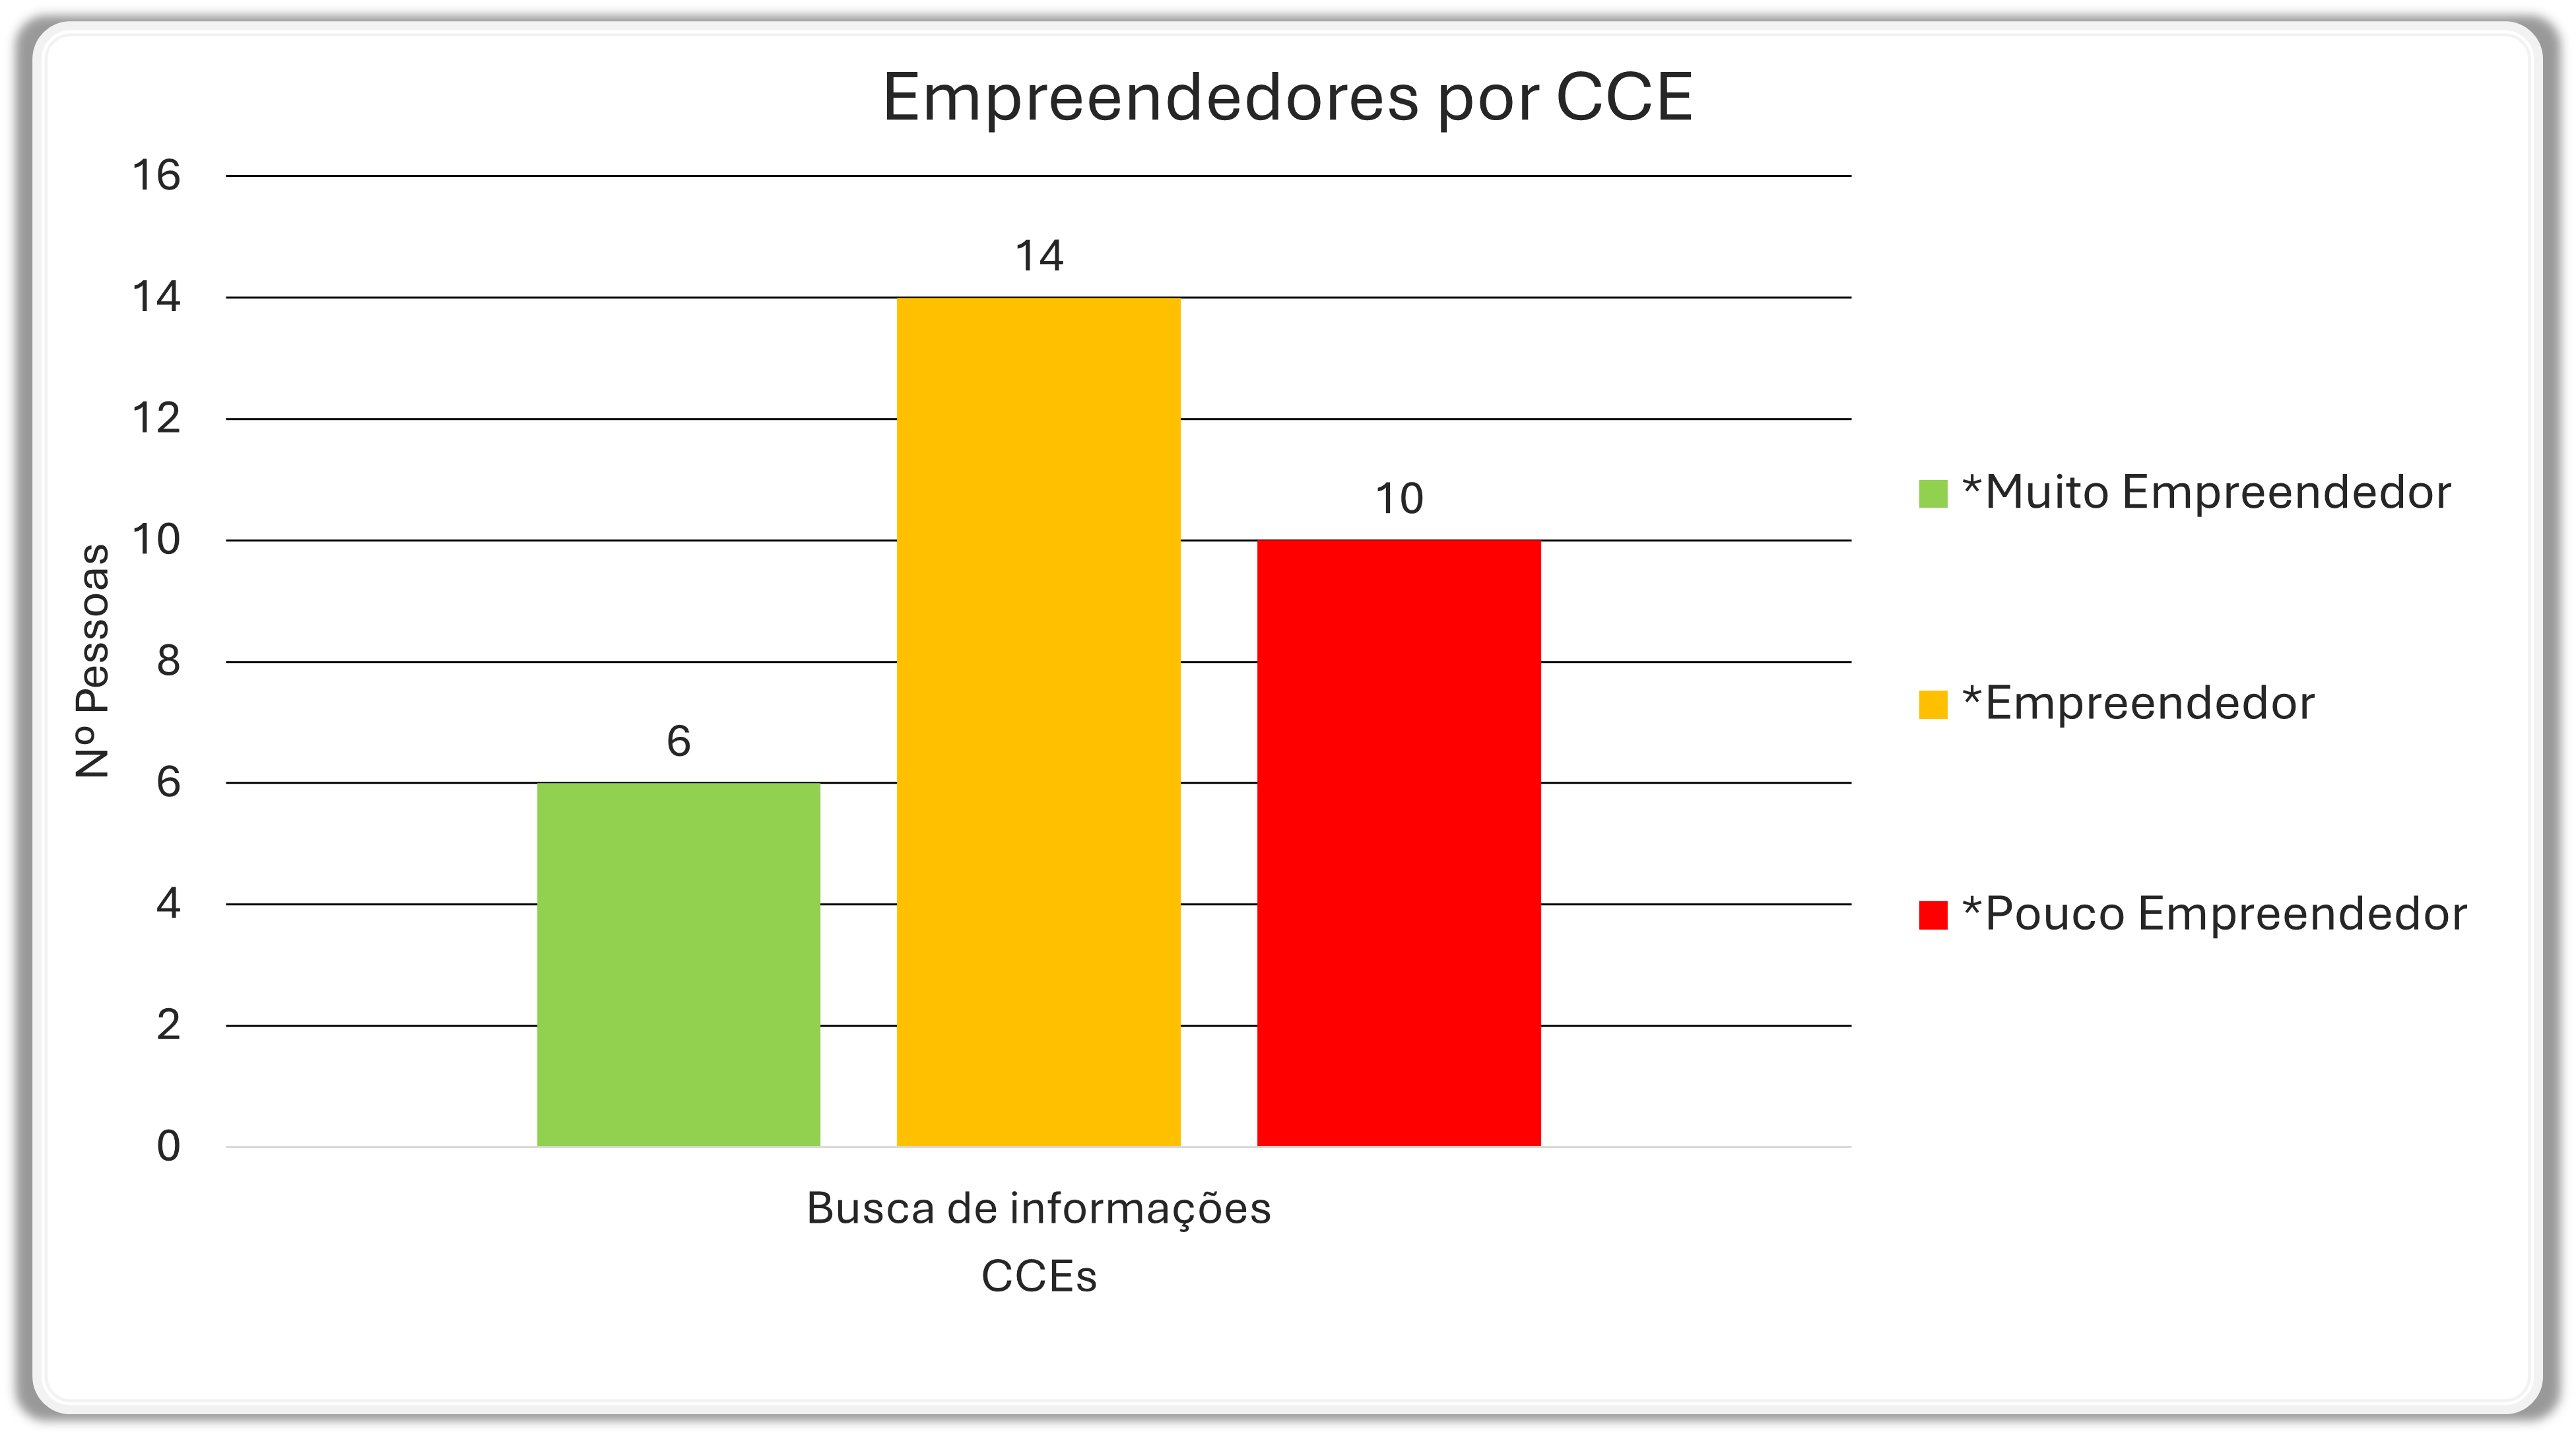 Empreendedores por CCE
16
14
12
10
8
6
4
2
0
Nº Pessoas
6
14
10
Busca de informações
CCEs
*Muito Empreendedor
*Empreendedor
*Pouco Empreendedor